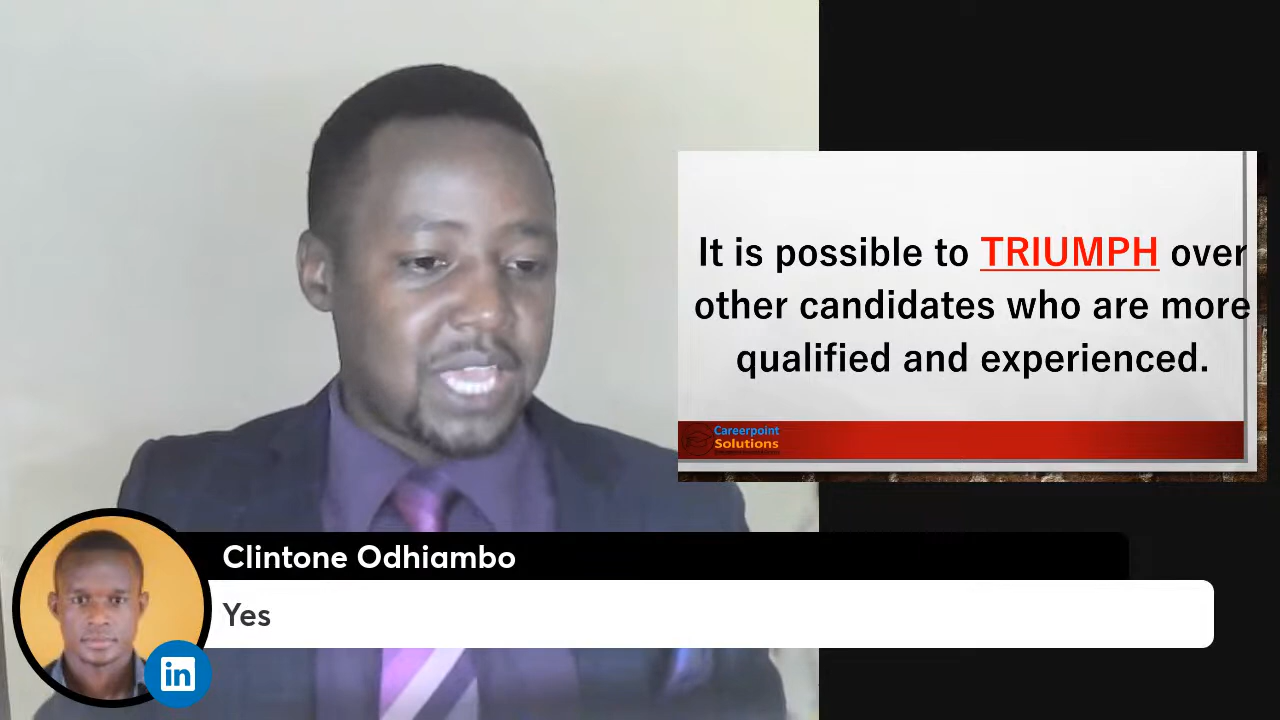 It is possible to TRIUMPH over
other candidates who are more
qualified and experienced.
Careerpoint
Solutions
Clintone Odhiambo
Yes
in